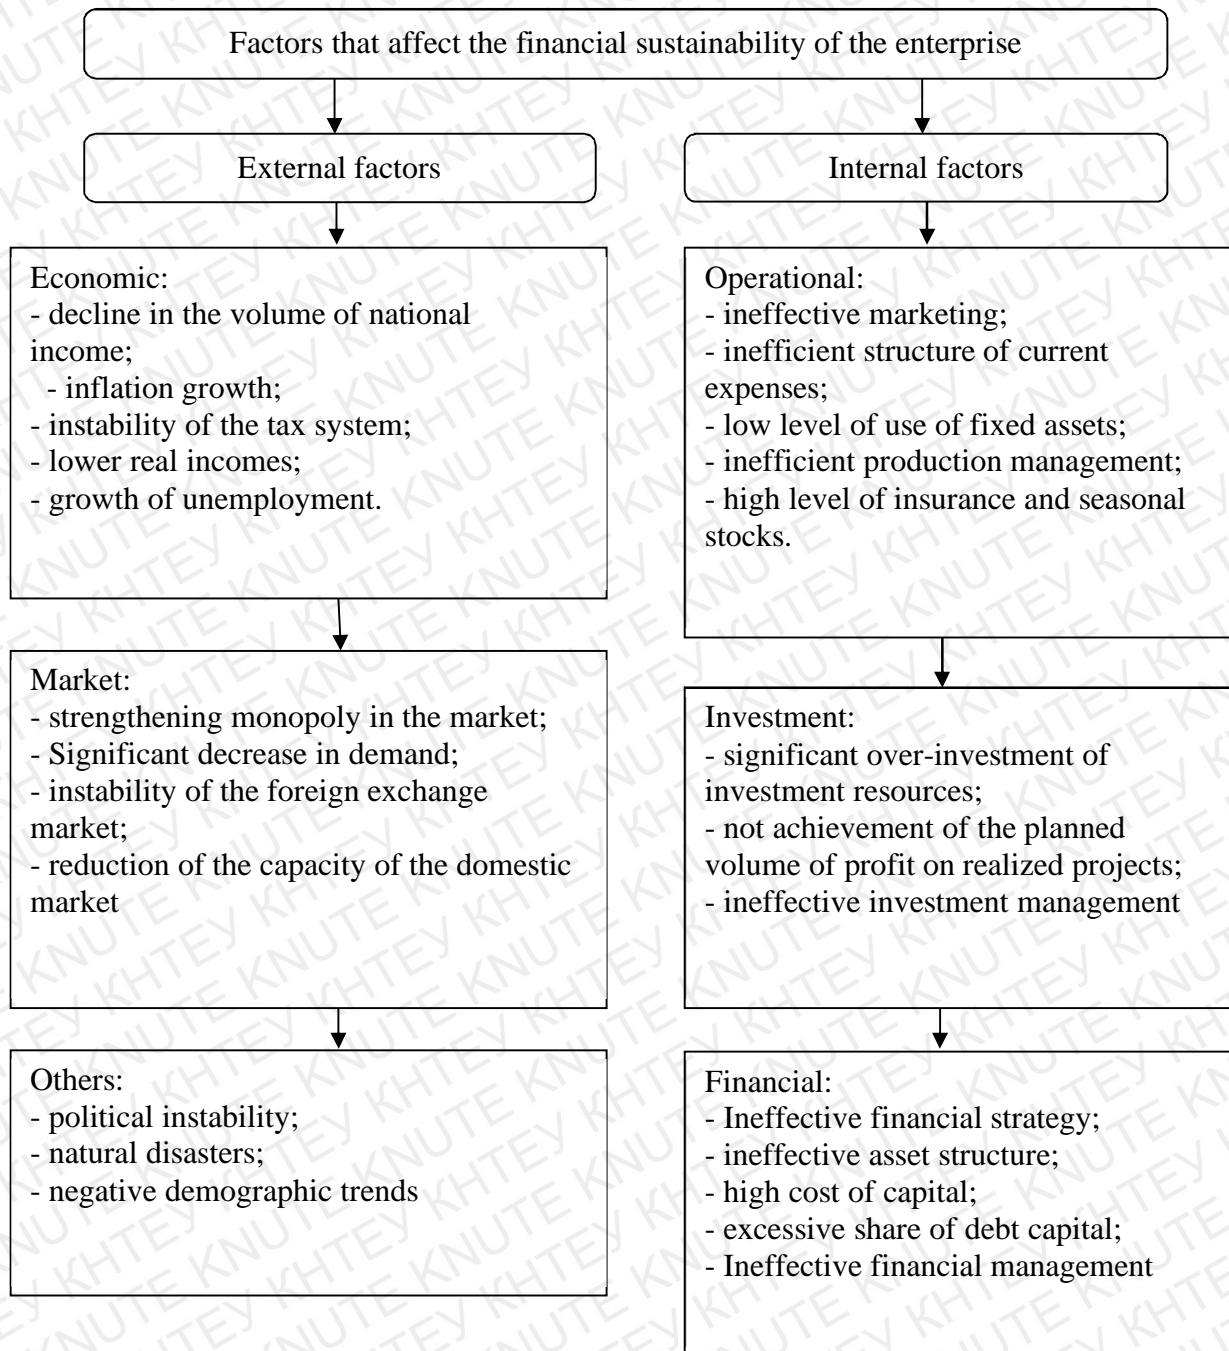 Factors that affect the financial sustainability of the enterprise
External factors
Internal factors
Economic:
- decline in the volume of national
income;
- inflation growth;
- instability of the tax system;
- lower real incomes;
- growth of unemployment.
Operational:
- ineffective marketing;
- inefficient structure of current
expenses;
- low level of use of fixed assets;
- inefficient production management;
- high level of insurance and seasonal
stocks.
Market:
- strengthening monopoly in the market;
- Significant decrease in demand;
- instability of the foreign exchange
market;
- reduction of the capacity of the domestic
market
Investment:
- significant over-investment of
investment resources;
- not achievement of the planned
volume of profit on realized projects;
- ineffective investment management
Others:
- political instability;
- natural disasters;
- negative demographic trends
Financial:
- Ineffective financial strategy;
- ineffective asset structure;
- high cost of capital;
- excessive share of debt capital;
- Ineffective financial management